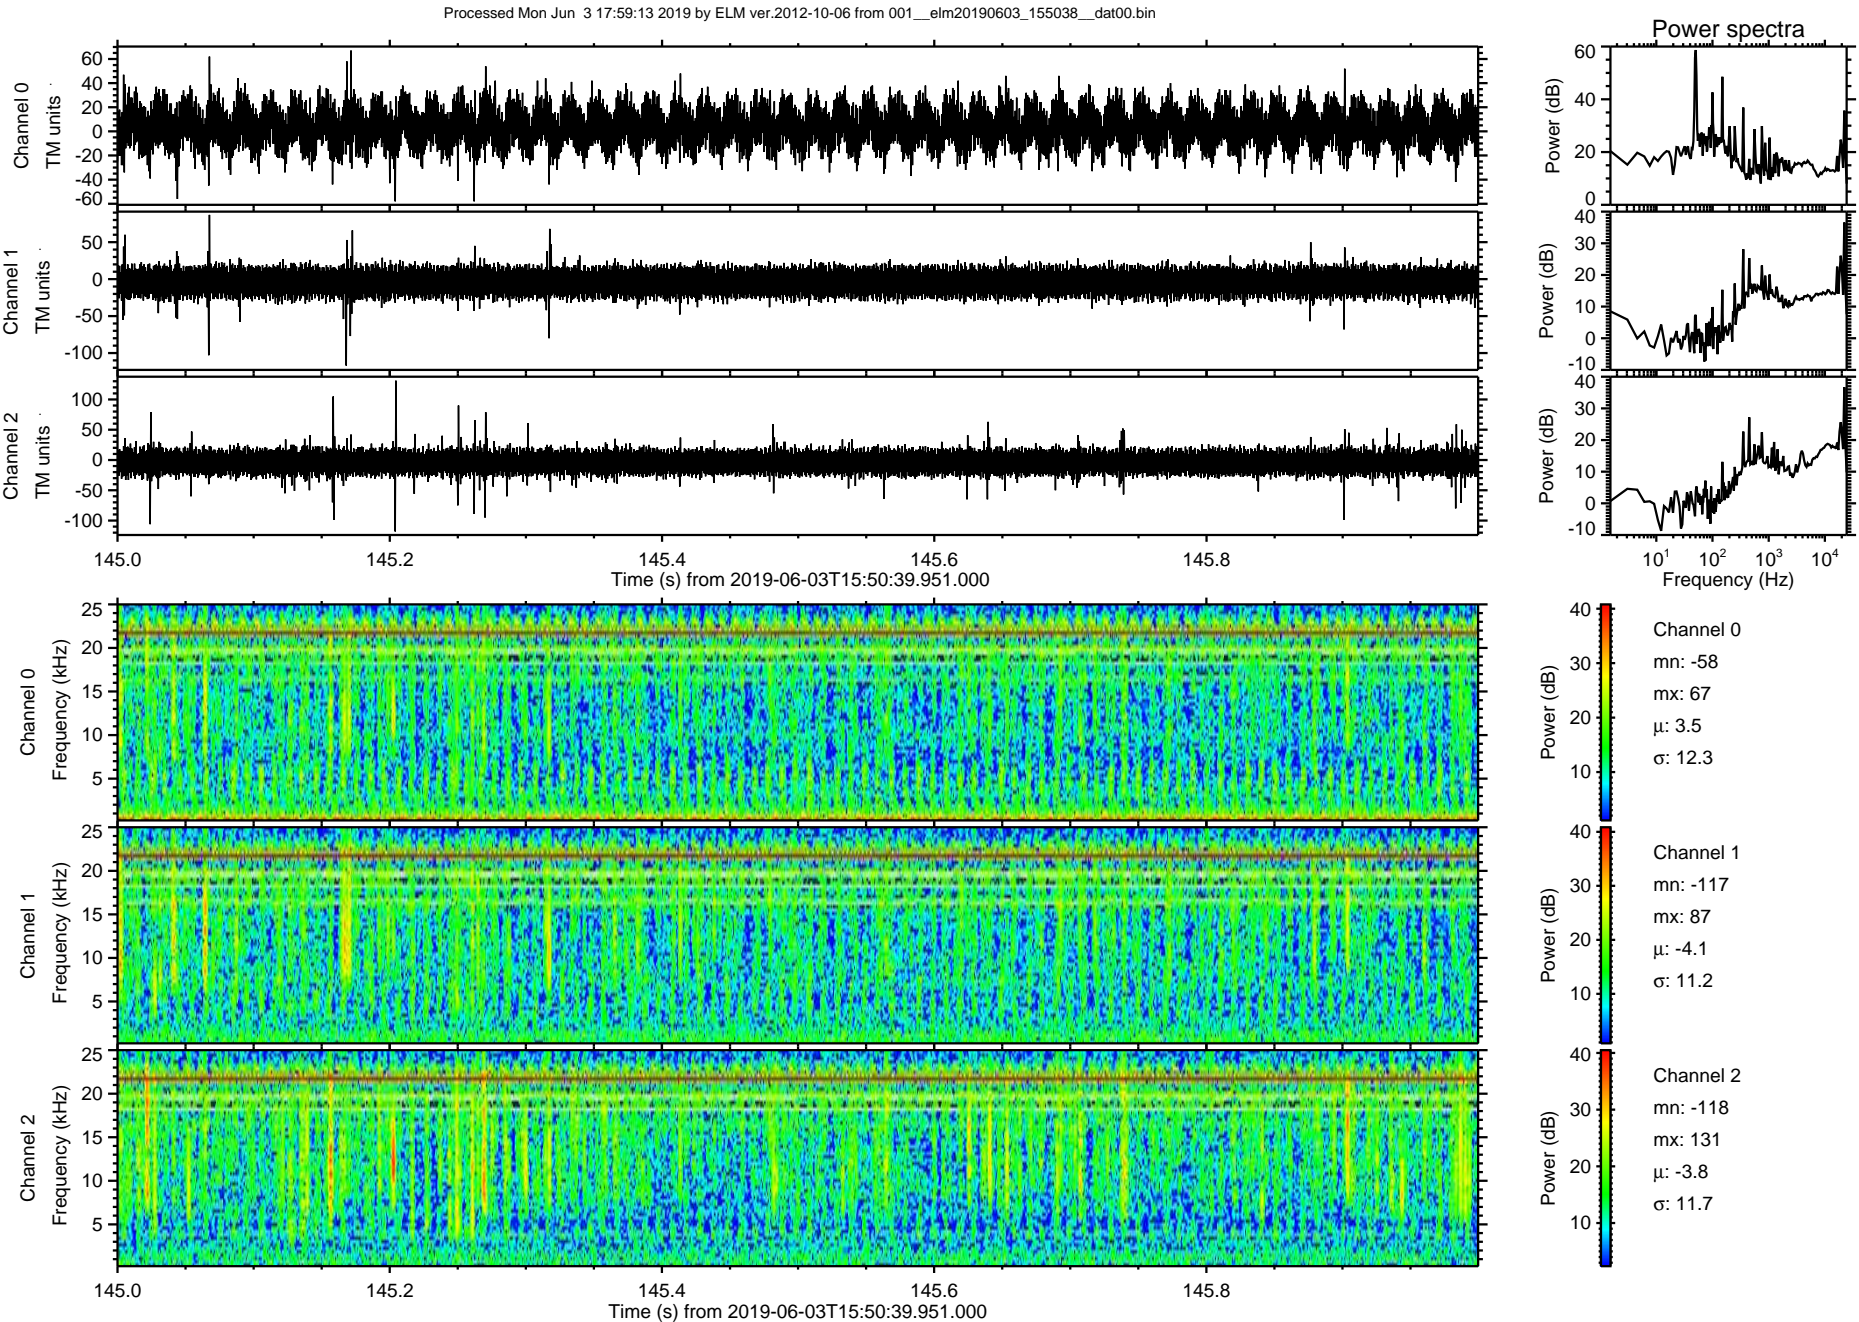 Processed Mon Jun  3 17:59:13 2019 by ELM ver.2012-10-06 from 001__elm20190603_155038__dat00.bin
Power spectra
Channel 0
TM units
60
40
20
0
-20
-40
-60
Power (dB)
60
40
20
0
Channel 1
TM units
50
0
-50
-100
Power (dB)
40
30
20
10
0
-10
Channel 2
TM units
100
50
0
-50
-100
Power (dB)
40
30
20
10
0
-10
145.0 145.2 145.4 145.6 145.8
Time (s) from 2019-06-03T15:50:39.951.000
10¹ 10² 10³ 10⁴
Frequency (Hz)
Channel 0
Frequency (kHz)
25
20
15
10
5
Power (dB)
40
30
20
10
Channel 0
mn: -58
mx: 67
μ: 3.5
σ: 12.3
Channel 1
Frequency (kHz)
25
20
15
10
5
Power (dB)
40
30
20
10
Channel 1
mn: -117
mx: 87
μ: -4.1
σ: 11.2
Channel 2
Frequency (kHz)
25
20
15
10
5
Power (dB)
40
30
20
10
Channel 2
mn: -118
mx: 131
μ: -3.8
σ: 11.7
145.0 145.2 145.4 145.6 145.8
Time (s) from 2019-06-03T15:50:39.951.000